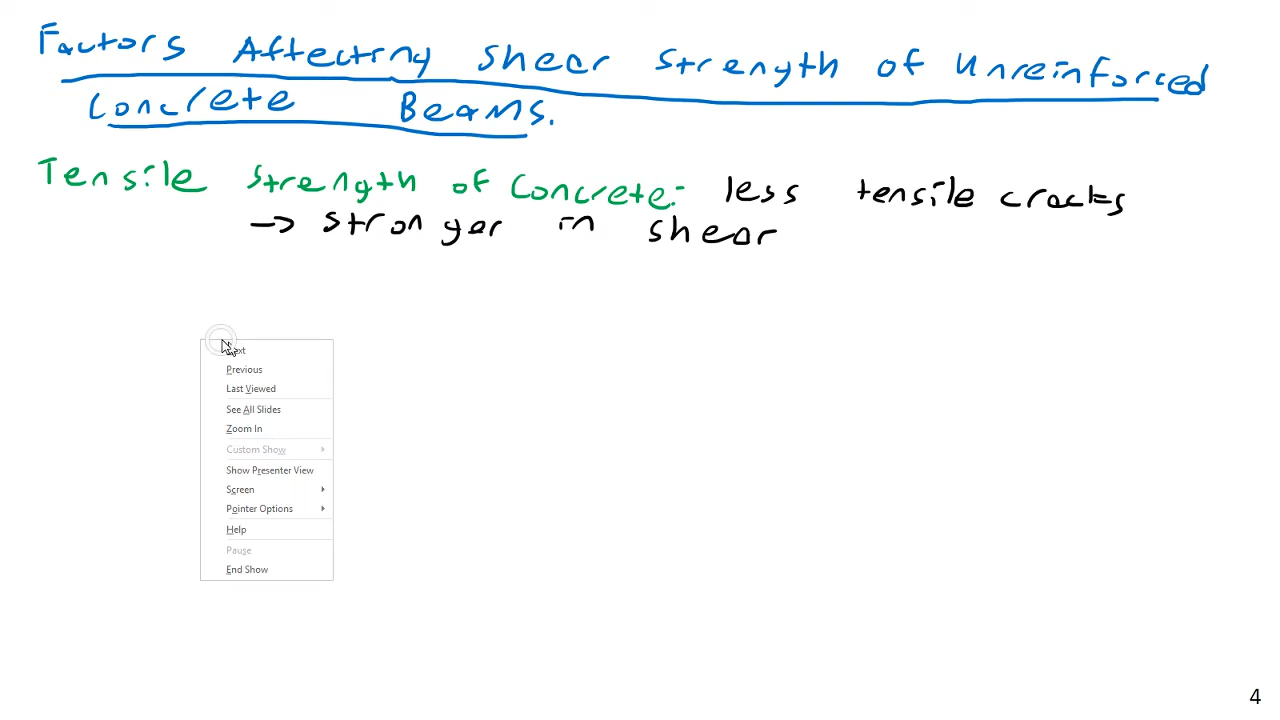 Factors Affecting Shear Strength of Unreinforced
Concrete Beams.
Tensile Strength of Concrete: less tensile cracks
→ stronger in shear
Previous
Last Viewed
See All Slides
Zoom In
Custom Show
Show Presenter View
Screen
Pointer Options
Help
Pause
End Show
4